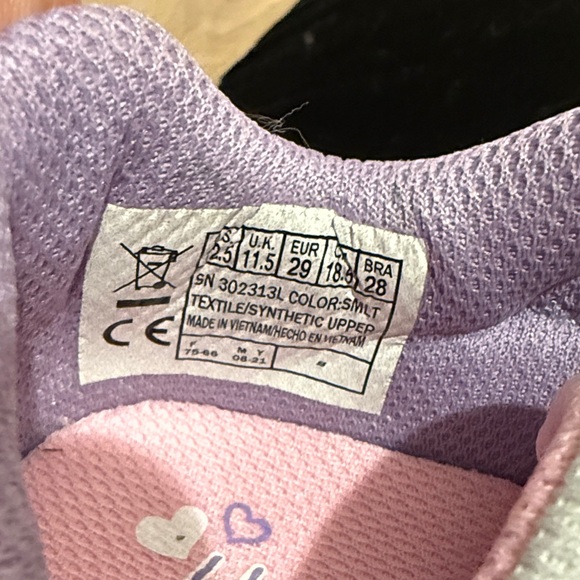 U.K. EUR BRA
2.5 11.5 29 18.5 28
SN 302313L COLOR:SMLT
TEXTILE/SYNTHETIC UPPER
MADE IN VIETNAM/HECHO EN VIETNAM
F M Y
75-66 08-21
CE